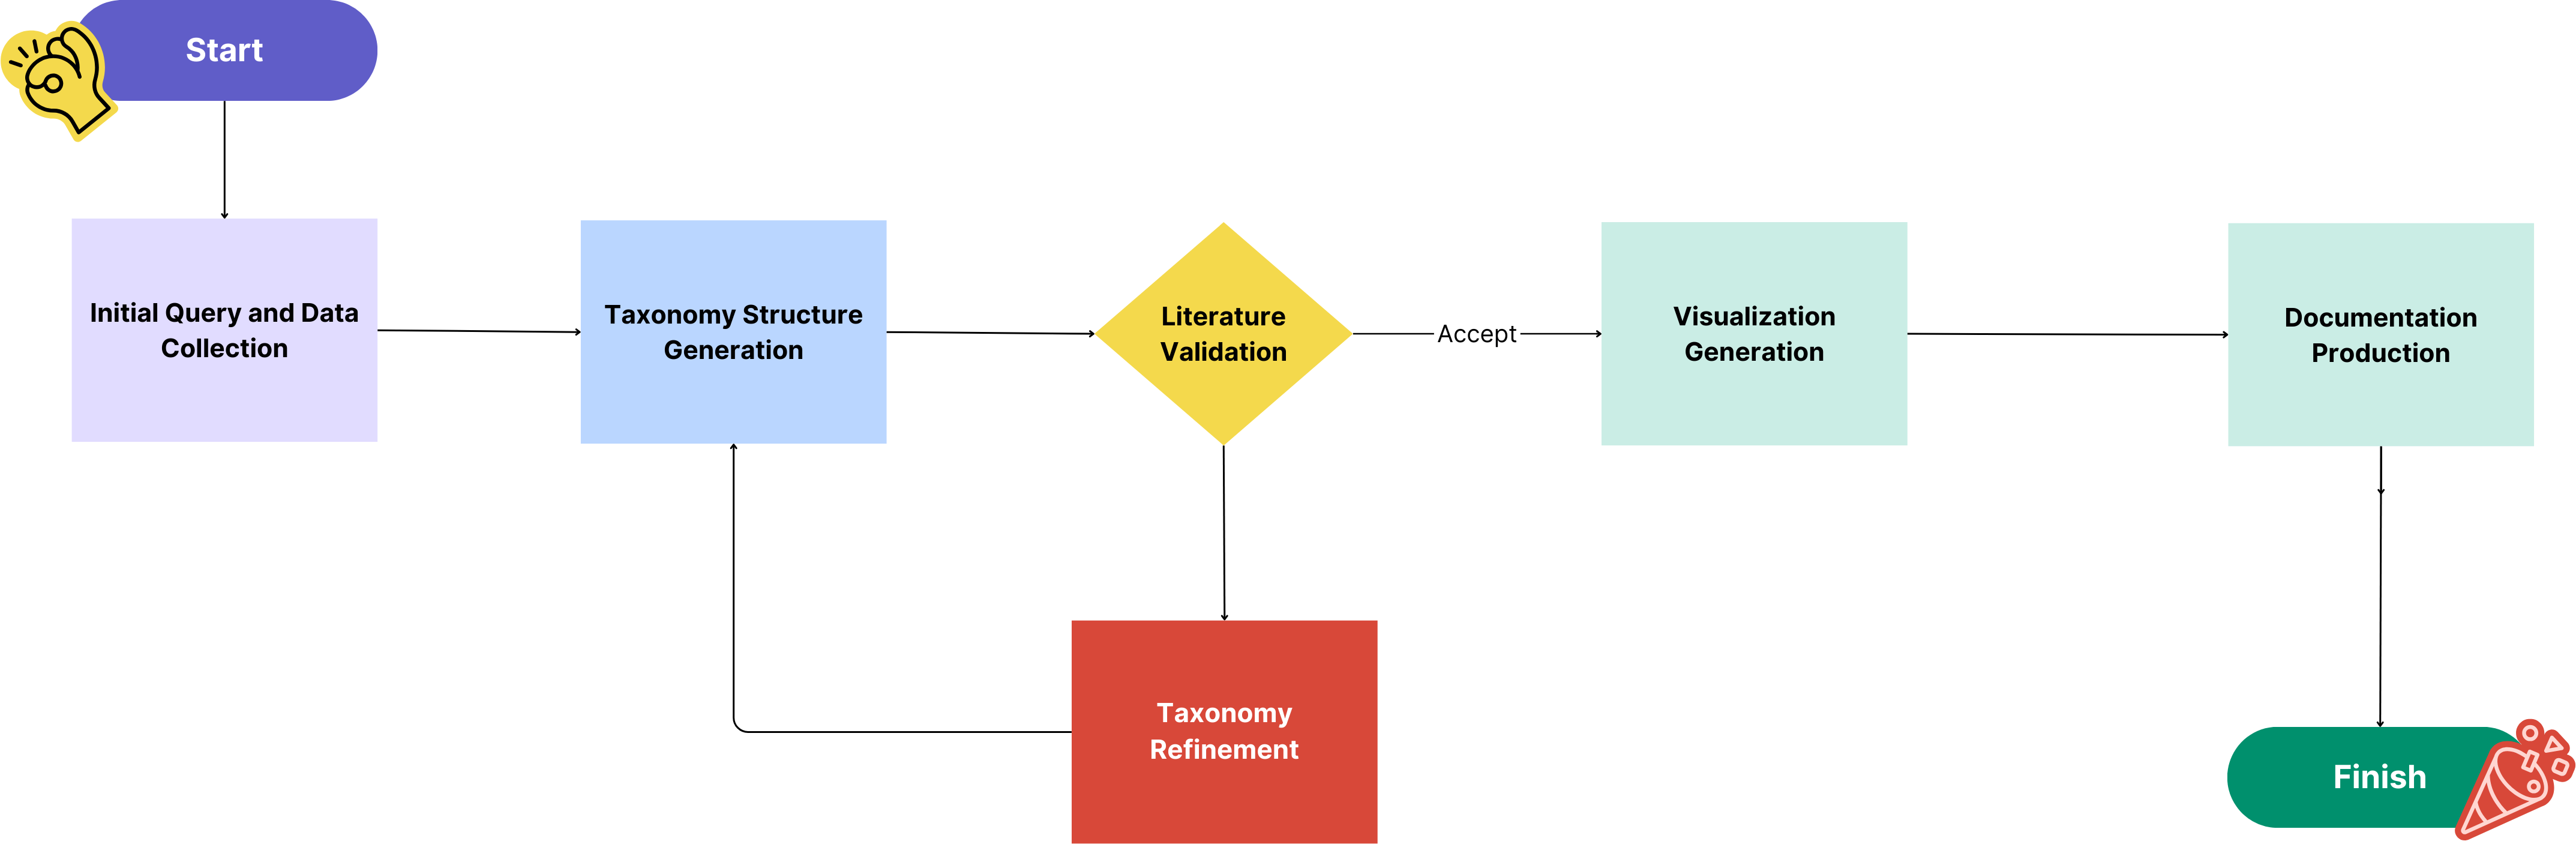 Start
Initial Query and Data
Collection
Taxonomy Structure
Generation
Literature
Validation
Accept
Visualization
Generation
Documentation
Production
Taxonomy
Refinement
Finish